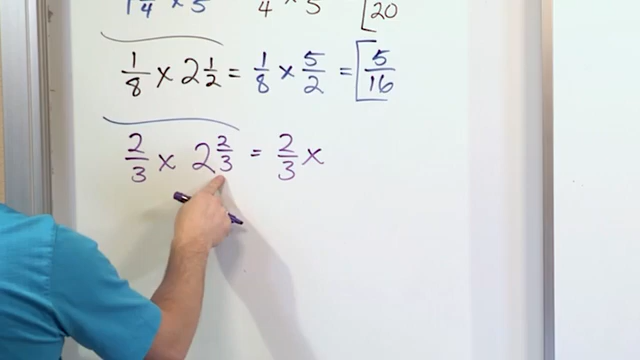 1 1/4 × 5 4 × 5 20
1/8 × 2 1/2 = 1/8 × 5/2 = 5/16
2/3 × 2 2/3 = 2/3 ×